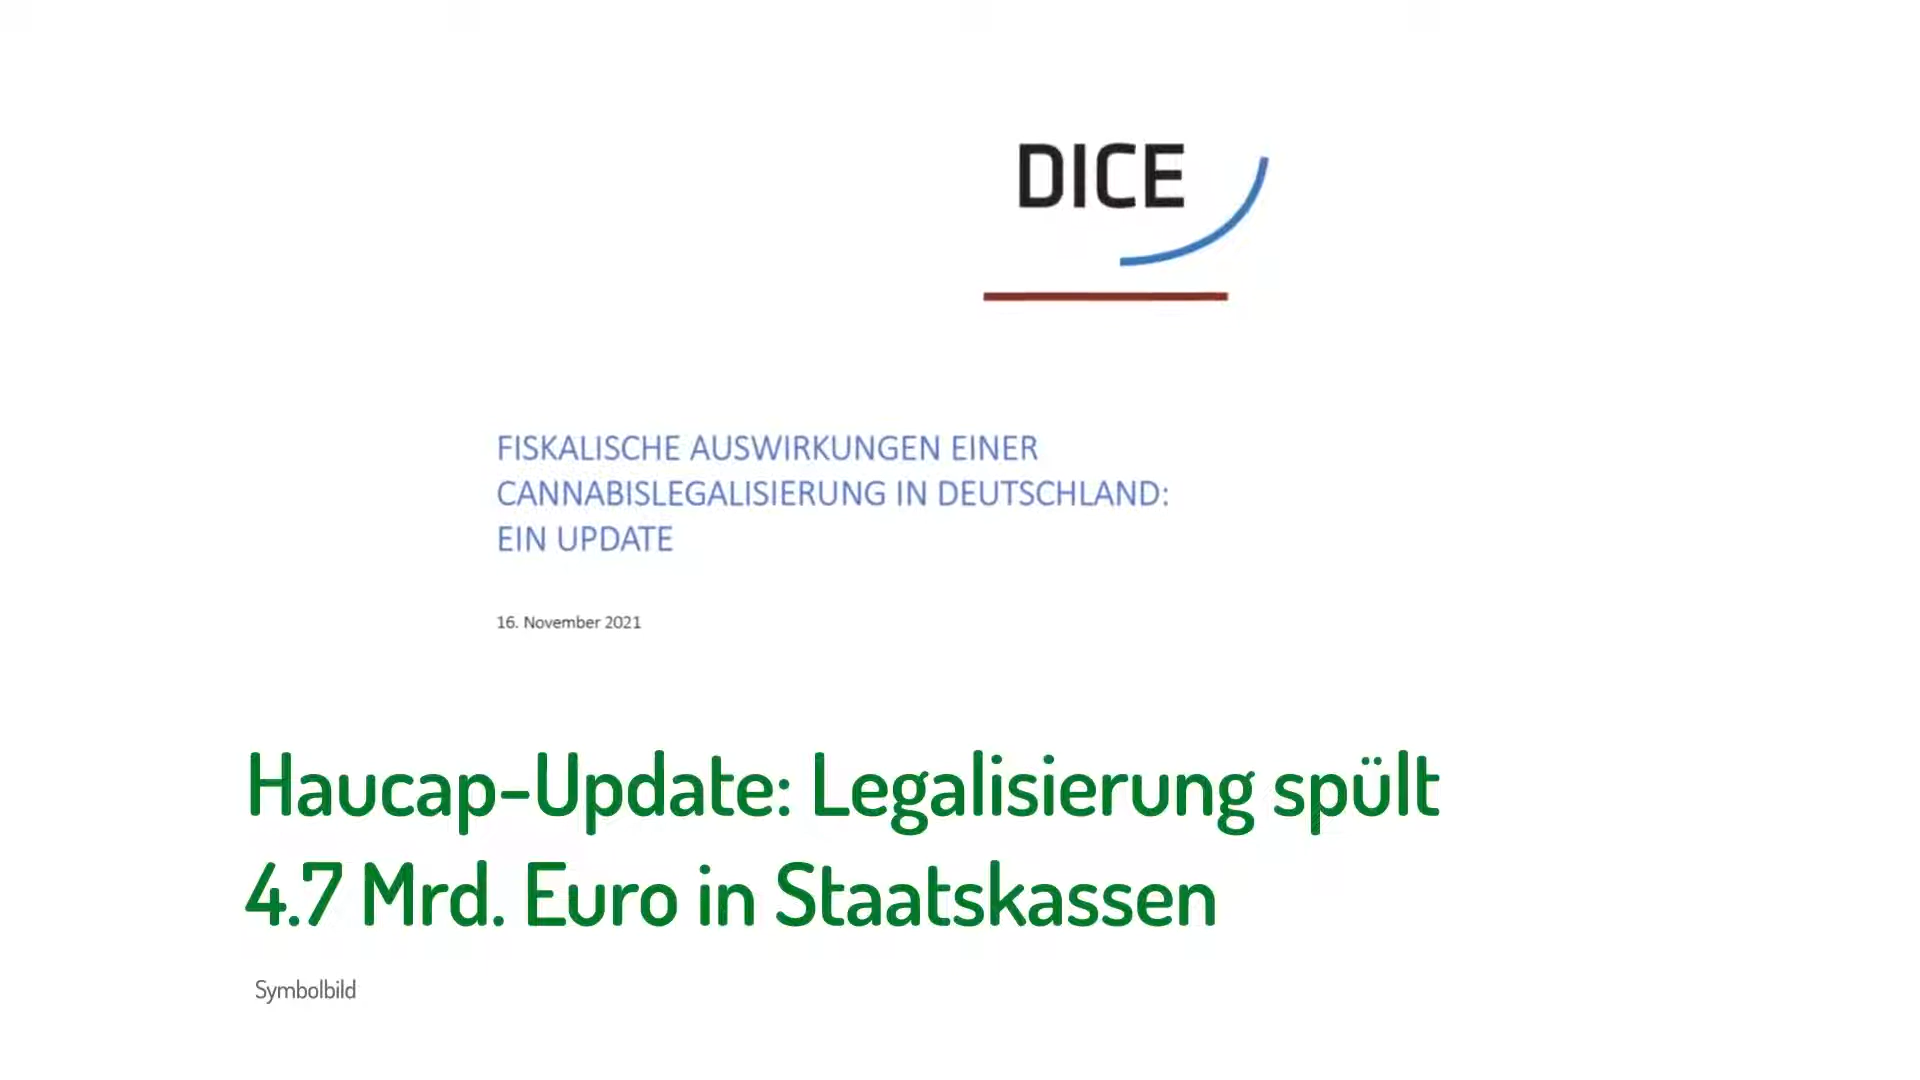 DICE
FISKALISCHE AUSWIRKUNGEN EINER
CANNABISLEGALISIERUNG IN DEUTSCHLAND:
EIN UPDATE
16. November 2021
Haucap-Update: Legalisierung spült
4.7 Mrd. Euro in Staatskassen
Symbolbild